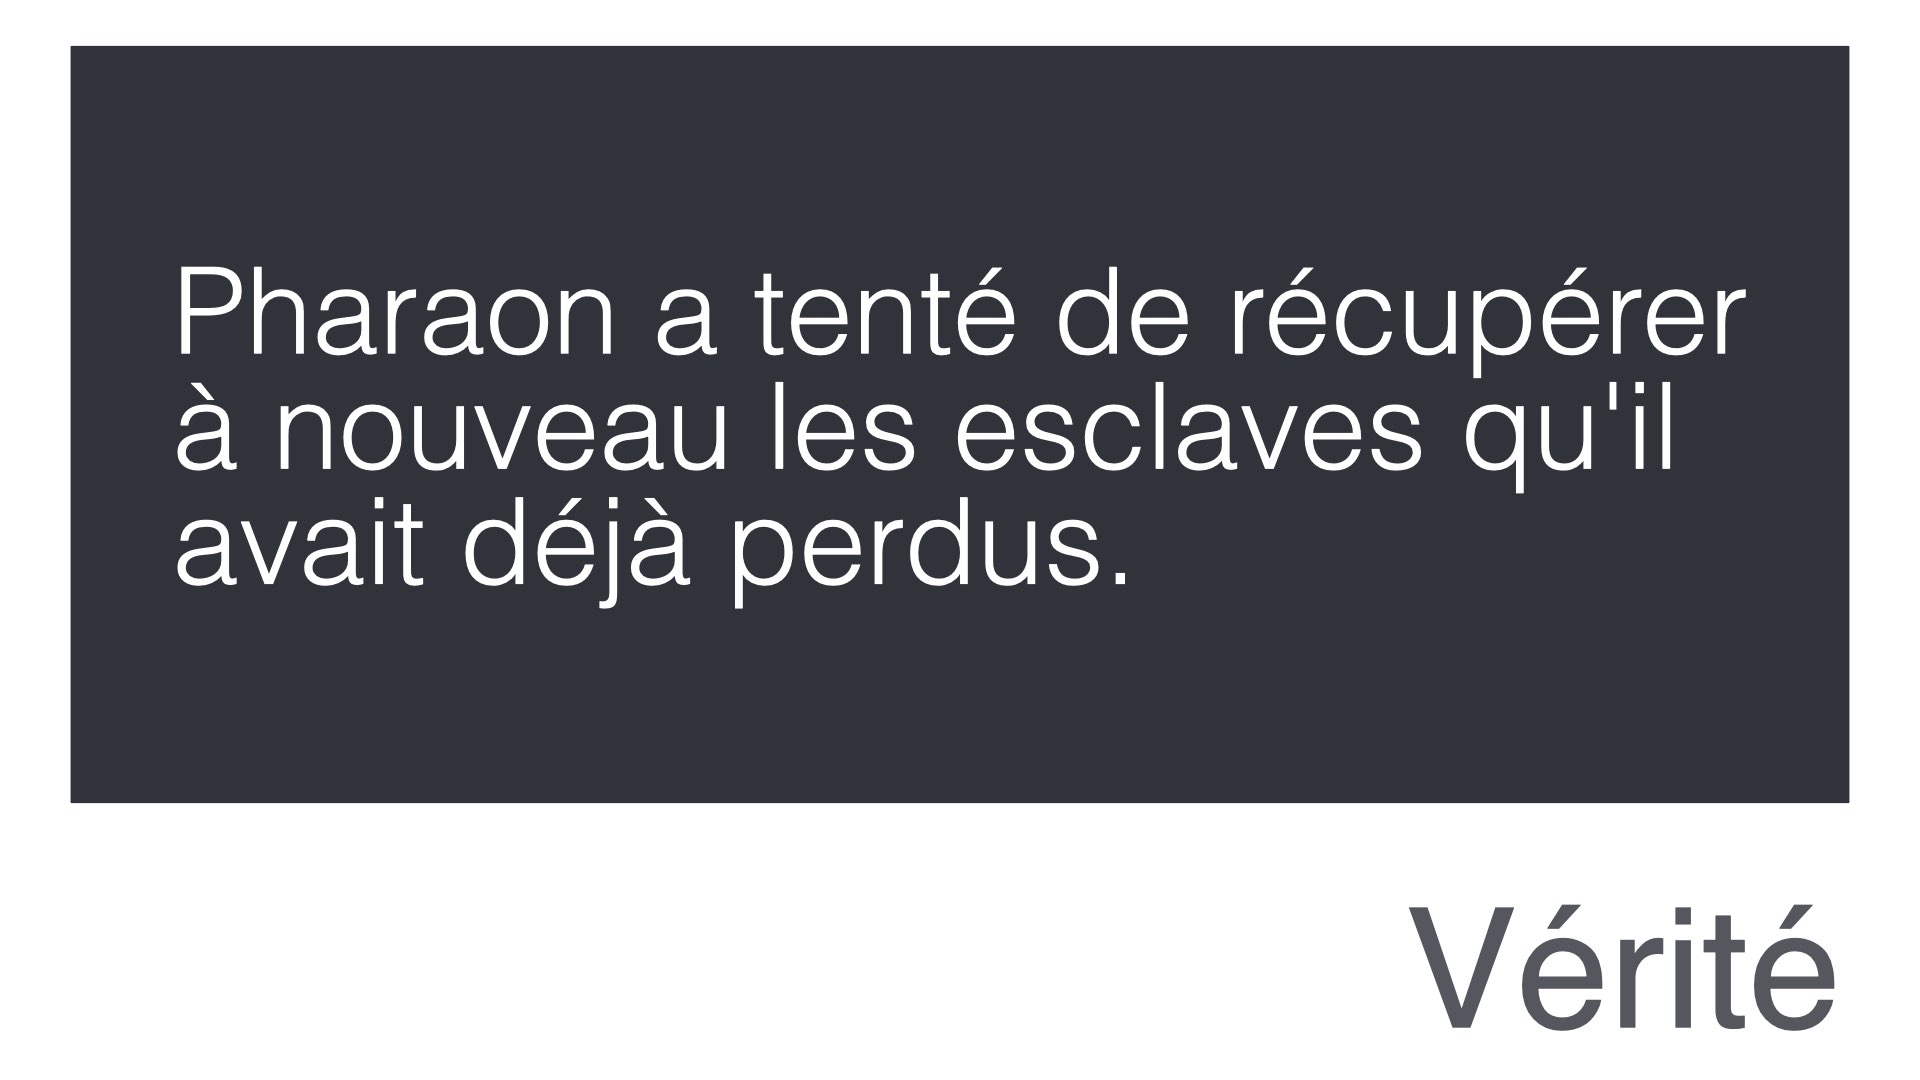 Pharaon a tenté de récupérer
à nouveau les esclaves qu'il
avait déjà perdus.
Vérité